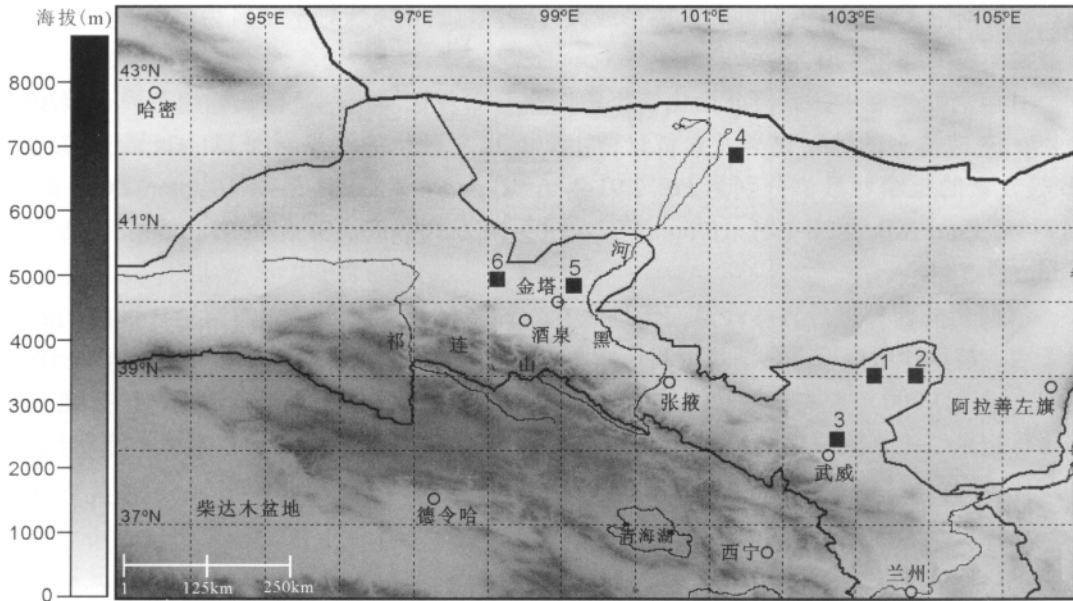 海拔(m)
95°E
97°E
99°E
101°E
103°E
105°E
8000
7000
6000
5000
4000
3000
2000
1000
0
43°N
哈密
4
41°N
河
6
5
金塔
酒泉
黑
祁
连
山
39°N
张掖
1
2
阿拉善左旗
3
武威
37°N
柴达木盆地
德令哈
青海湖
西宁
兰州
1
125km
250km